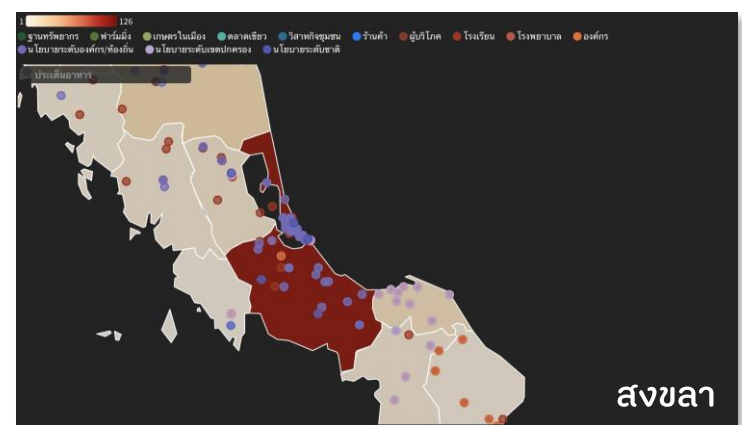 1 126
ฐานทรัพยากร ฟาร์มมิ่ง เกษตรในเมือง ตลาดเขียว วิสาหกิจชุมชน ร้านค้า ผู้บริโภค โรงเรียน โรงพยาบาล องค์กร
นโยบายระดับองค์กร/ท้องถิ่น นโยบายระดับเขตปกครอง นโยบายระดับชาติ
ประเด็นอาหาร
สงขลา